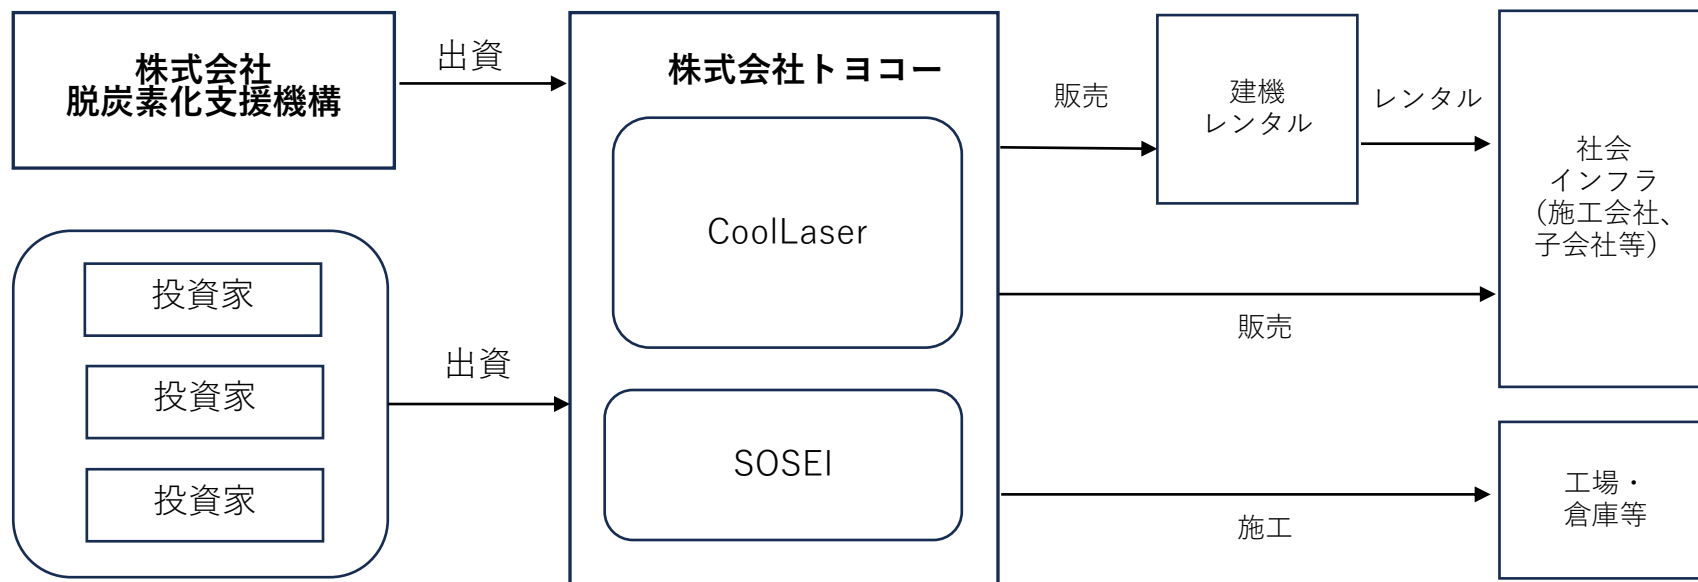 株式会社
脱炭素化支援機構
出資
投資家
投資家
投資家
出資
株式会社トヨコー
CoolLaser
SOSEI
販売
建機
レンタル
レンタル
社会
インフラ
（施工会社、
子会社等）
販売
施工
工場・
倉庫等